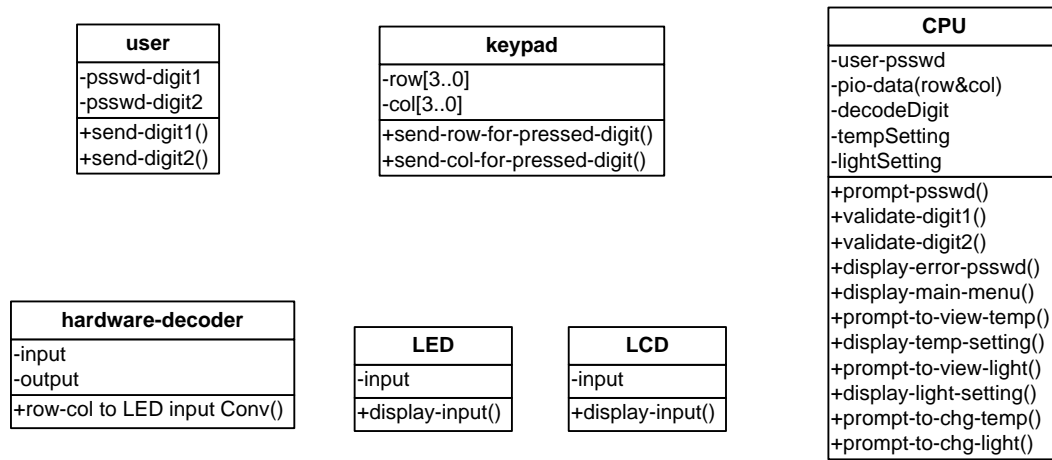 user
-psswd-digit1
-psswd-digit2
+send-digit1()
+send-digit2()
keypad
-row[3..0]
-col[3..0]
+send-row-for-pressed-digit()
+send-col-for-pressed-digit()
CPU
-user-psswd
-pio-data(row&col)
-decodeDigit
-tempSetting
-lightSetting
+prompt-psswd()
+validate-digit1()
+validate-digit2()
+display-error-psswd()
+display-main-menu()
+prompt-to-view-temp()
+display-temp-setting()
+prompt-to-view-light()
+display-light-setting()
+prompt-to-chg-temp()
+prompt-to-chg-light()
hardware-decoder
-input
-output
+row-col to LED input Conv()
LED
-input
+display-input()
LCD
-input
+display-input()